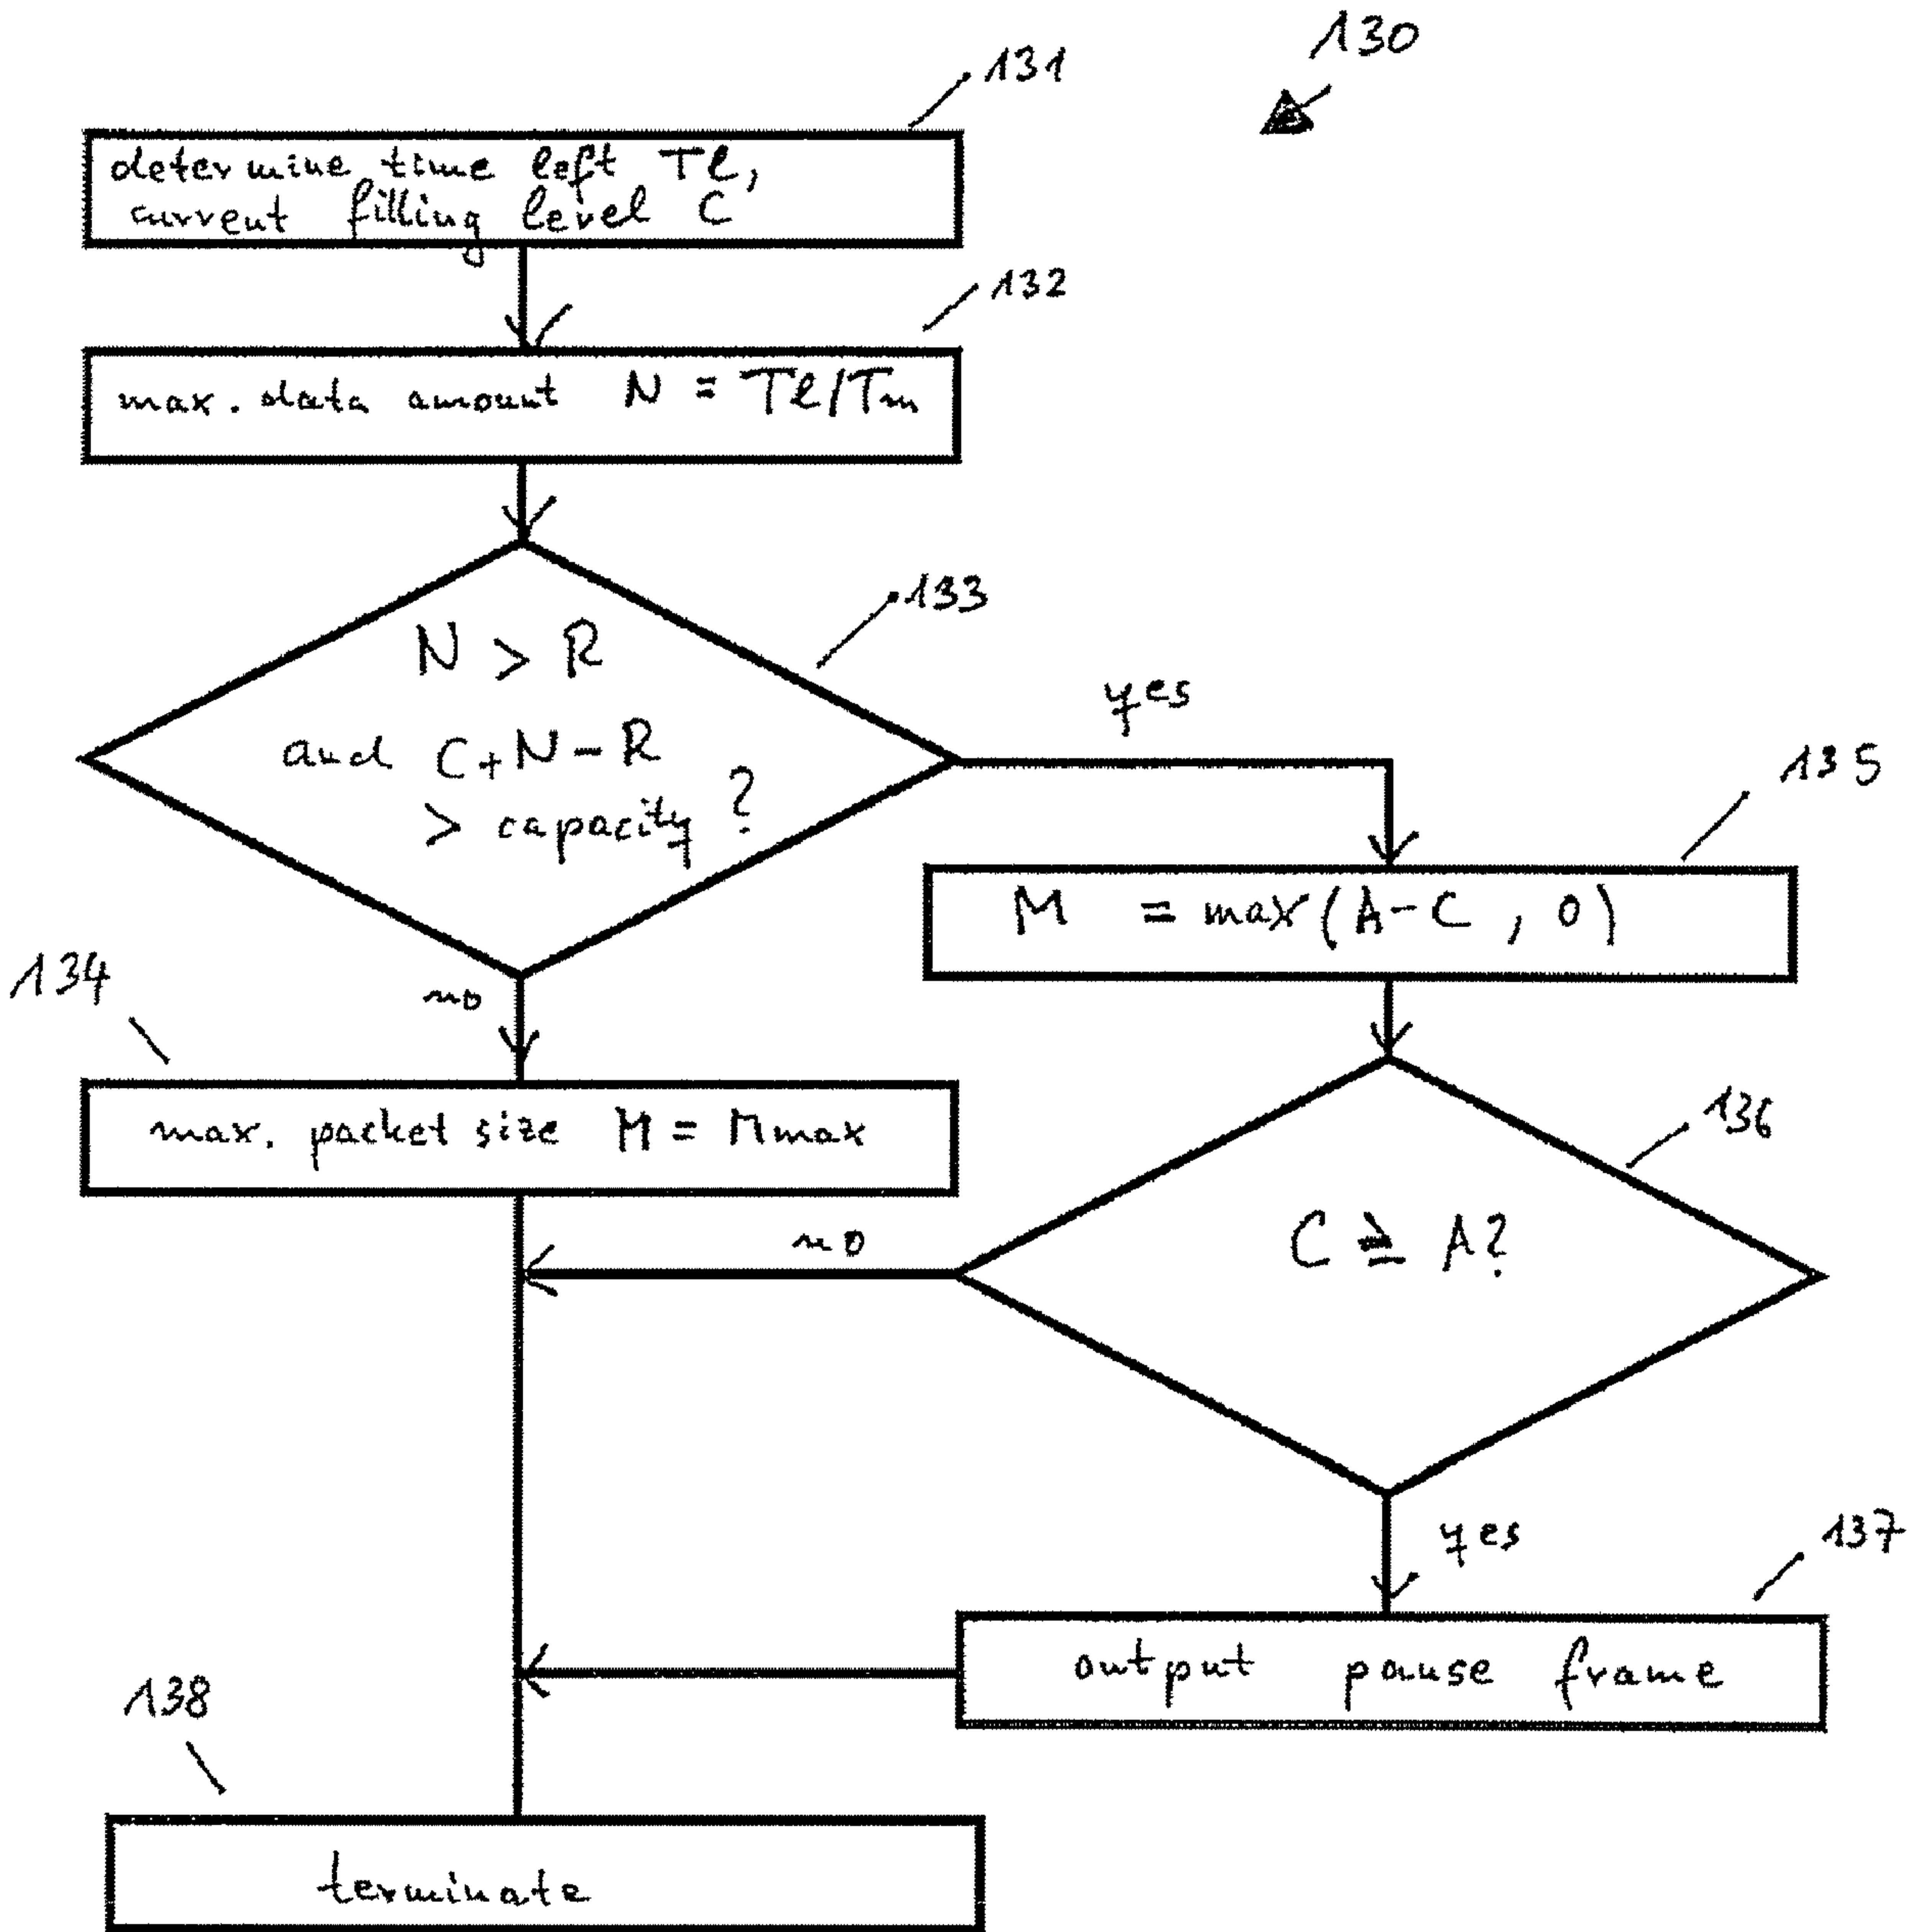 130
131
determine time left Tl,
current filling level C
132
max. data amount N = Tl/Tm
133
N > R
and C+N-R
> capacity ?
yes
135
M = max(A-C, 0)
134
no
max. packet size M = Mmax
136
C ≥ A?
no
yes
137
output pause frame
138
terminate